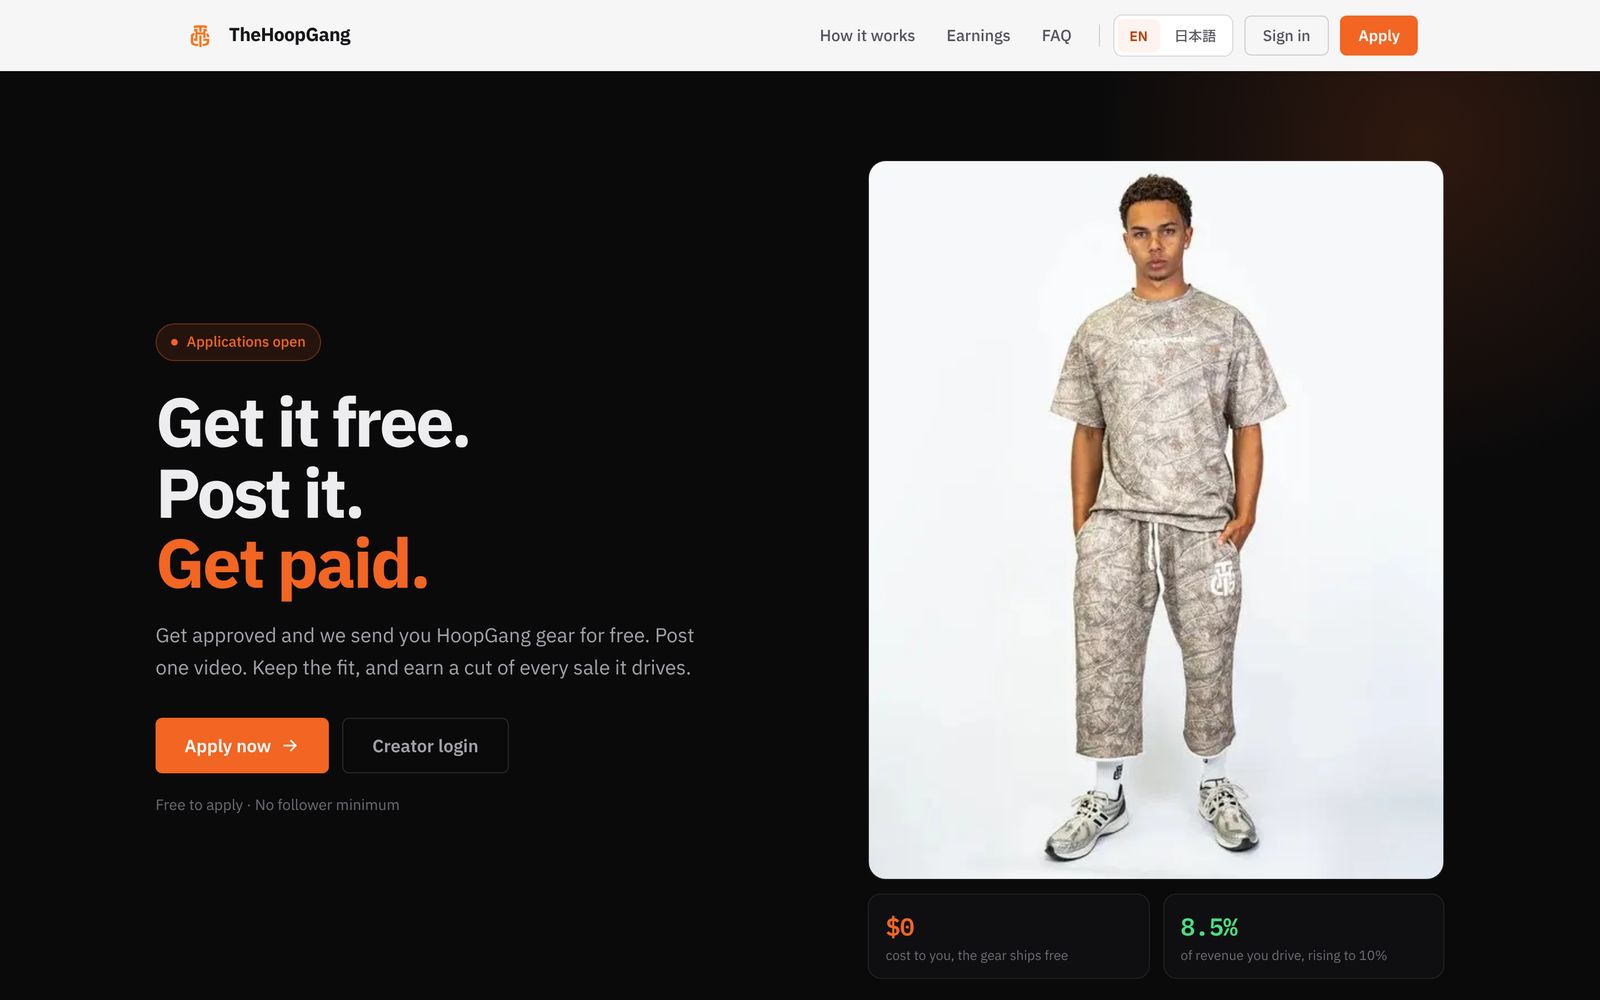 TheHoopGang
How it works
Earnings
FAQ
EN
日本語
Sign in
Apply
Applications open
Get it free.
Post it.
Get paid.
Get approved and we send you HoopGang gear for free. Post
one video. Keep the fit, and earn a cut of every sale it drives.
Apply now →
Creator login
Free to apply · No follower minimum
$0
cost to you, the gear ships free
8.5%
of revenue you drive, rising to 10%